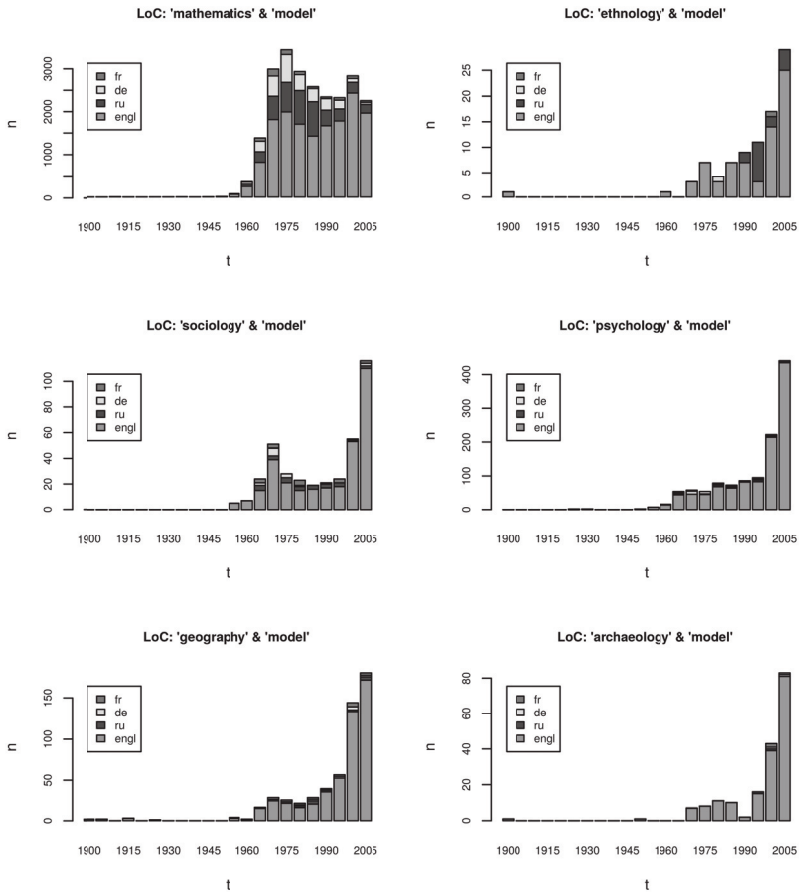 LoC: 'mathematics' & 'model'
n
3000
2000
1000
0
fr
de
ru
engl
1900 1915 1930 1945 1960 1975 1990 2005
t
LoC: 'ethnology' & 'model'
n
25
20
15
10
5
0
fr
de
ru
engl
1900 1915 1930 1945 1960 1975 1990 2005
t
LoC: 'sociology' & 'model'
n
100
80
60
40
20
0
fr
de
ru
engl
1900 1915 1930 1945 1960 1975 1990 2005
t
LoC: 'psychology' & 'model'
n
400
300
200
100
0
fr
de
ru
engl
1900 1915 1930 1945 1960 1975 1990 2005
t
LoC: 'geography' & 'model'
n
150
100
50
0
fr
de
ru
engl
1900 1915 1930 1945 1960 1975 1990 2005
t
LoC: 'archaeology' & 'model'
n
80
60
40
20
0
fr
de
ru
engl
1900 1915 1930 1945 1960 1975 1990 2005
t